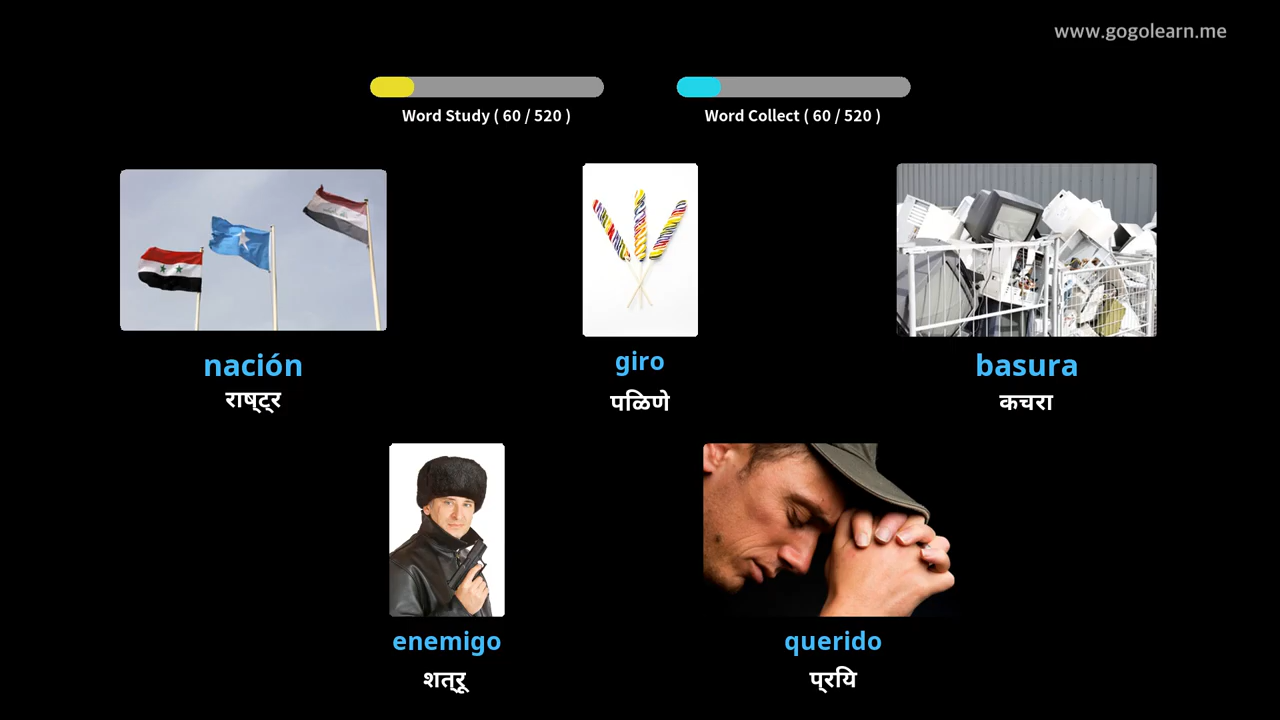 www.gogolearn.me
Word Study ( 60 / 520 )
Word Collect ( 60 / 520 )
nación
राष्ट्र
giro
पळिणे
basura
कचरा
enemigo
शत्रू
querido
प्रयि